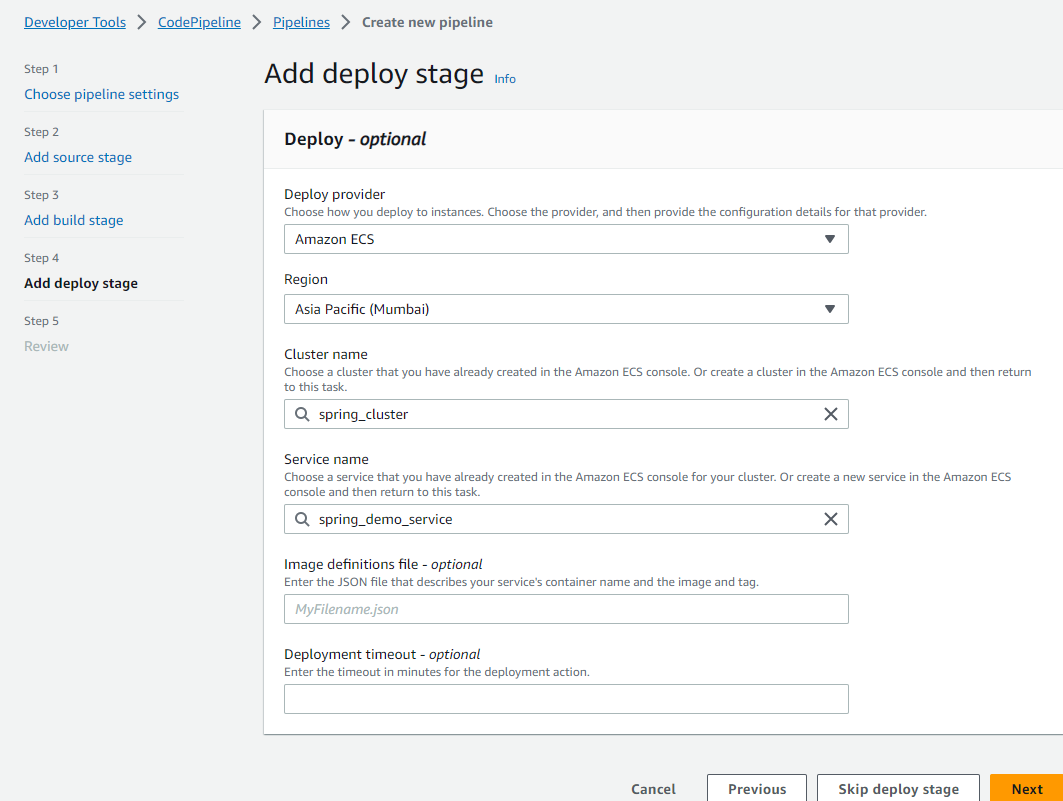 Developer Tools > CodePipeline > Pipelines > Create new pipeline
Step 1
Choose pipeline settings
Step 2
Add source stage
Step 3
Add build stage
Step 4
Add deploy stage
Step 5
Review
Add deploy stage Info
Deploy - optional
Deploy provider
Choose how you deploy to instances. Choose the provider, and then provide the configuration details for that provider.
Amazon ECS
Region
Asia Pacific (Mumbai)
Cluster name
Choose a cluster that you have already created in the Amazon ECS console. Or create a cluster in the Amazon ECS console and then return
to this task.
spring_cluster
Service name
Choose a service that you have already created in the Amazon ECS console for your cluster. Or create a new service in the Amazon ECS
console and then return to this task.
spring_demo_service
Image definitions file - optional
Enter the JSON file that describes your service's container name and the image and tag.
MyFilename.json
Deployment timeout - optional
Enter the timeout in minutes for the deployment action.
Cancel Previous Skip deploy stage Next